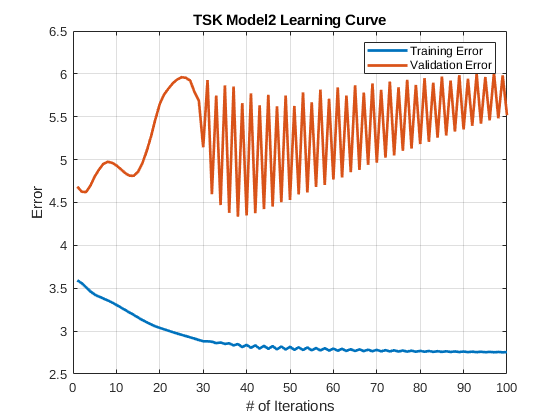 TSK Model2 Learning Curve
Training Error
Validation Error
6.5
6
5.5
5
4.5
4
3.5
3
2.5
Error
0 10 20 30 40 50 60 70 80 90 100
# of Iterations